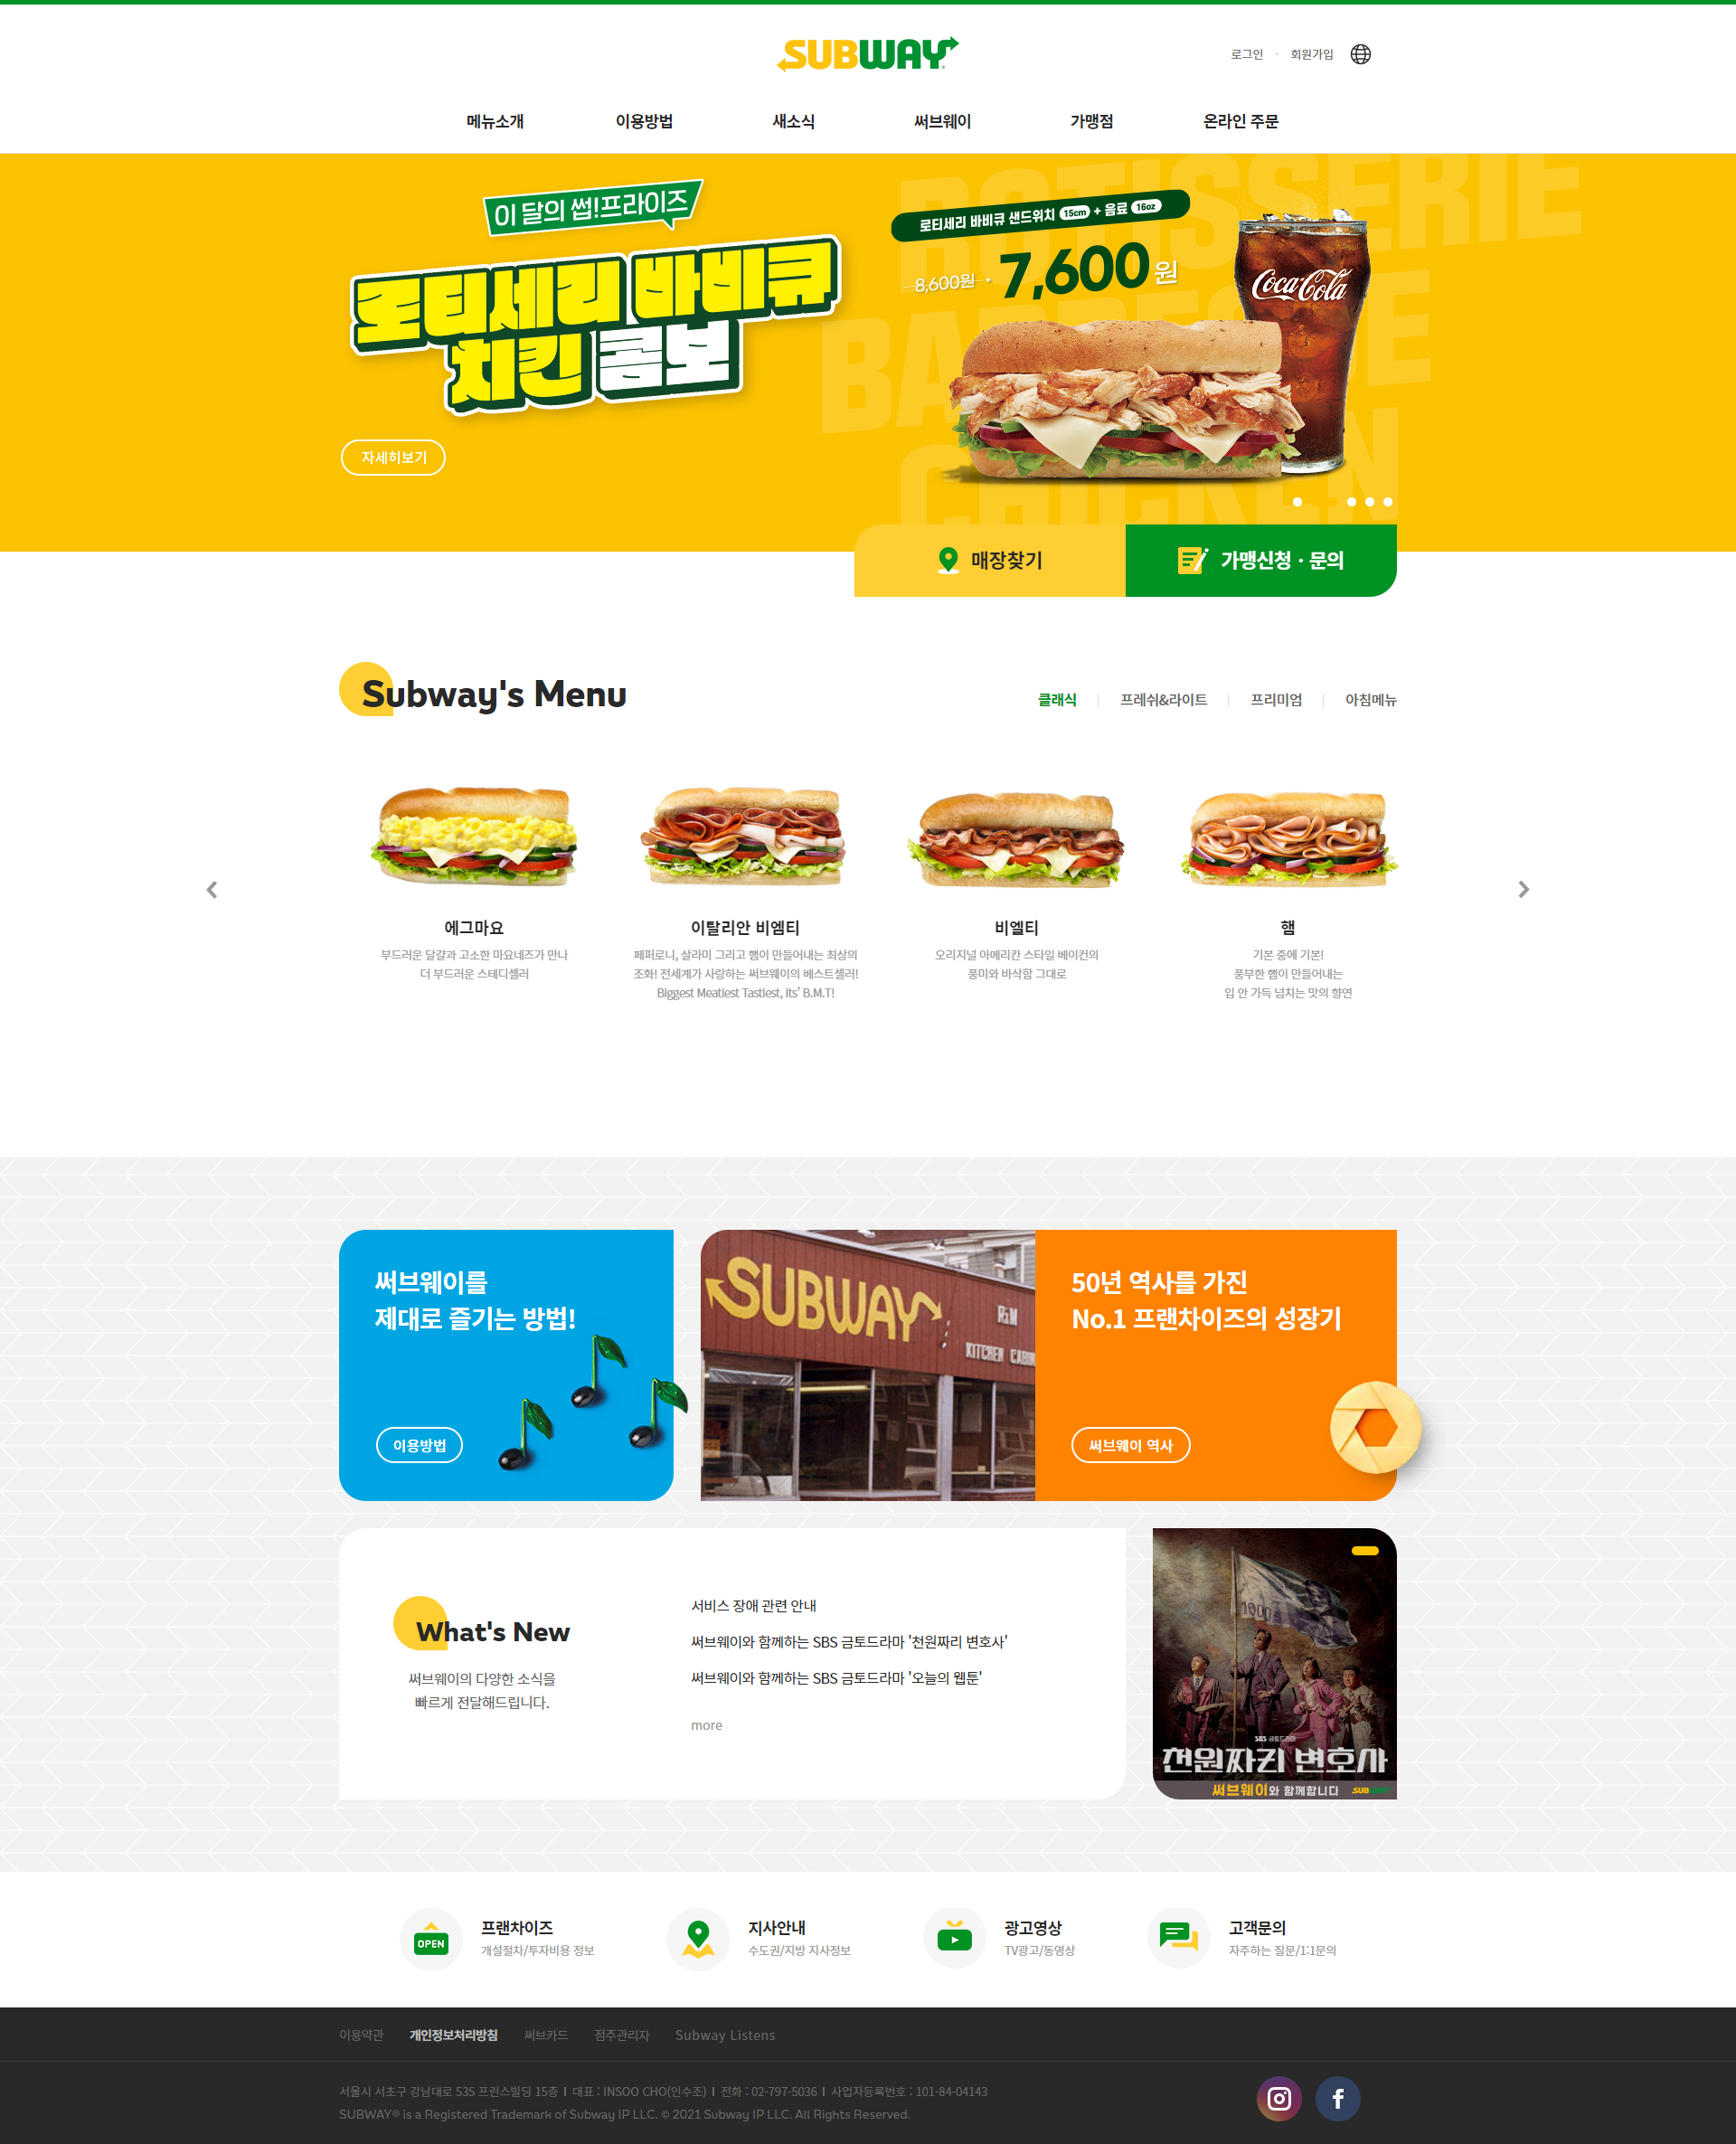 SUBWAY
로그인 · 회원가입
메뉴소개 이용방법 새소식 써브웨이 가맹점 온라인 주문
ROTISSERIE
BARBECUE
CHICKEN
이 달의 썹!프라이즈
로티세리 바비큐
치킨 콤보
자세히보기
로티세리 바비큐 샌드위치 15cm + 음료 16oz
8,600원 7,600원
Coca-Cola
매장찾기
가맹신청 · 문의
Subway's Menu
클래식 프레쉬&라이트 프리미엄 아침메뉴
에그마요
부드러운 달걀과 고소한 마요네즈가 만나
더 부드러운 스테디셀러
이탈리안 비엠티
페퍼로니, 살라미 그리고 햄이 만들어내는 최상의
조화! 전세계가 사랑하는 써브웨이의 베스트셀러!
Biggest Meatiest Tastiest, its’ B.M.T!
비엘티
오리지널 아메리칸 스타일 베이컨의
풍미와 바삭함 그대로
햄
기본 중에 기본!
풍부한 햄이 만들어내는
입 안 가득 넘치는 맛의 향연
써브웨이를
제대로 즐기는 방법!
이용방법
SUBWAY
R&M
KITCHEN CABIN
50년 역사를 가진
No.1 프랜차이즈의 성장기
써브웨이 역사
What's New
써브웨이의 다양한 소식을
빠르게 전달해드립니다.
서비스 장애 관련 안내
써브웨이와 함께하는 SBS 금토드라마 '천원짜리 변호사'
써브웨이와 함께하는 SBS 금토드라마 '오늘의 웹툰'
more
SBS 금토드라마
천원짜리 변호사
써브웨이와 함께합니다 SUBWAY
OPEN
프랜차이즈
개설절차/투자비용 정보
지사안내
수도권/지방 지사정보
광고영상
TV광고/동영상
고객문의
자주하는 질문/1:1문의
이용약관 개인정보처리방침 써브카드 점주관리자 Subway Listens
서울시 서초구 강남대로 535 프린스빌딩 15층 I 대표 : INSOO CHO(인수조) I 전화 : 02-797-5036 I 사업자등록번호 : 101-84-04143
SUBWAY® is a Registered Trademark of Subway IP LLC. © 2021 Subway IP LLC. All Rights Reserved.